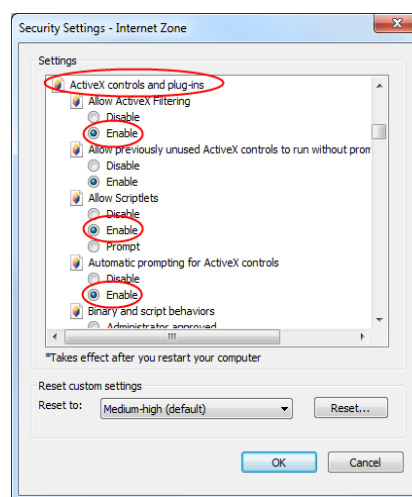 Security Settings - Internet Zone
Settings
ActiveX controls and plug-ins
Allow ActiveX Filtering
Disable
Enable
Allow previously unused ActiveX controls to run without prom
Disable
Enable
Allow Scriptlets
Disable
Enable
Prompt
Automatic prompting for ActiveX controls
Disable
Enable
Binary and script behaviors
Administrator approved
*Takes effect after you restart your computer
Reset custom settings
Reset to: Medium-high (default) Reset...
OK Cancel